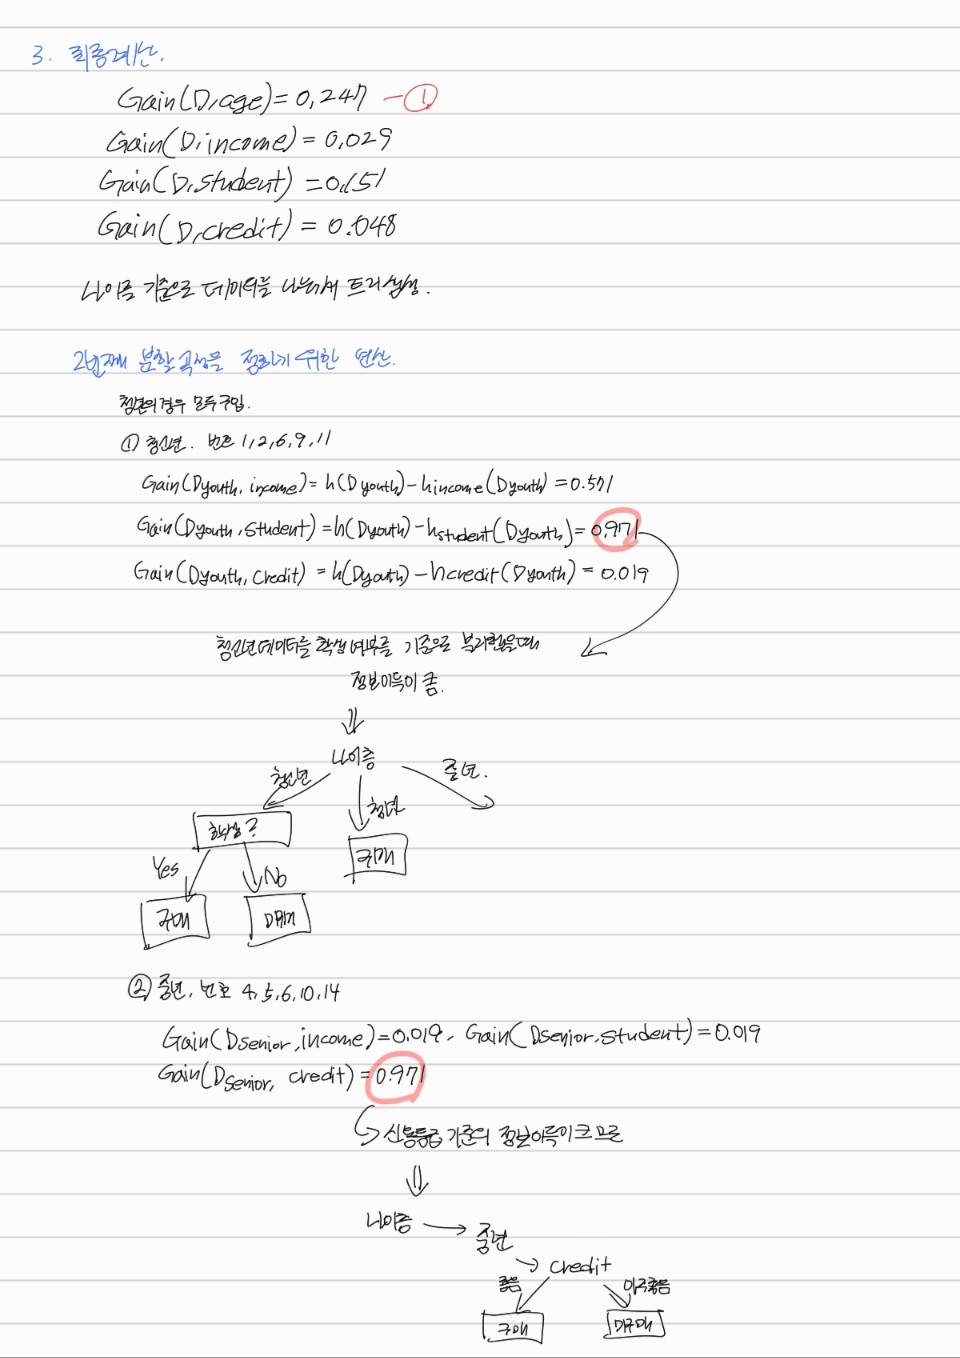 3. 최종계산.
Gain(D,age)=0,247 -①
Gain(D,income)=0.029
Gain(D,student)=0.151
Gain(D,credit)=0.048
나이를 기준으로 데이터를 나눠서 트리 생성.
2번째 분할 속성을 정하기 위한 연산.
청년의 경우 모두 구입.
① 청소년. 번호 1,2,6,9,11
Gain(Dyouth, income)=h(Dyouth)-hincome(Dyouth)=0.571
Gain(Dyouth,student)=h(Dyouth)-hstudent(Dyouth)=0.971
Gain(Dyouth,credit)=h(Dyouth)-hcredit(Dyouth)=0.019
청소년데이터를 학생여부를 기준으로 분리했을때
정보이득이 큼.
⇓
나이층
청소년 청년 중년.
학생? 구매
Yes No
구매 미구매
② 중년. 번호 4,5,6,10,14
Gain(Dsenior,income)=0.019, Gain(Dsenior,student)=0.019
Gain(Dsenior, credit)=0.971
↳ 신용등급 기준의 정보이득이 크므로
⇓
나이층 → 중년
→ credit
좋음 아주좋음
구매 미구매